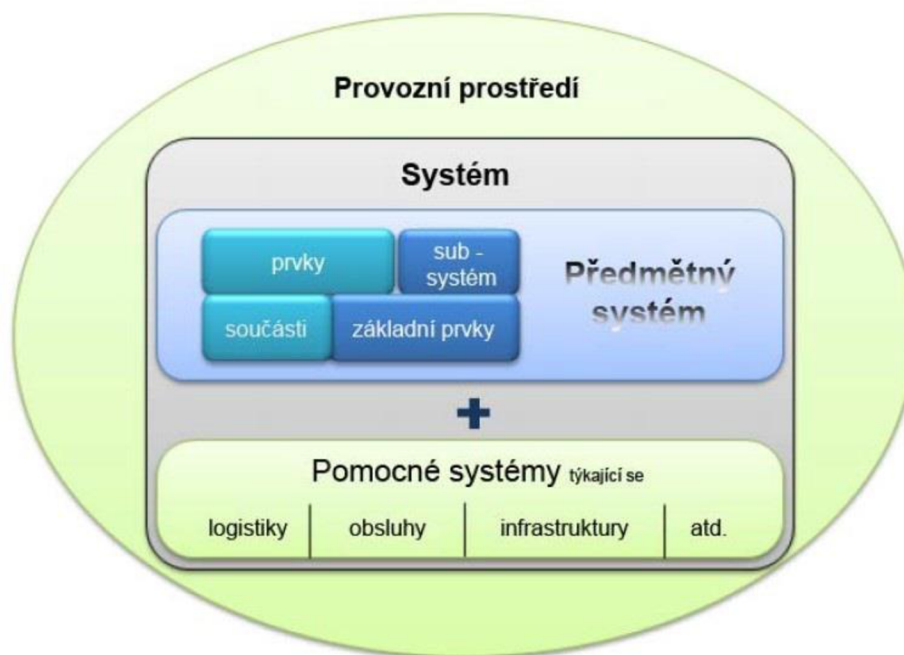 Provozní prostředí
Systém
prvky
sub -
systém
součásti
základní prvky
Předmětný
systém
+
Pomocné systémy týkající se
logistiky
obsluhy
infrastruktury
atd.